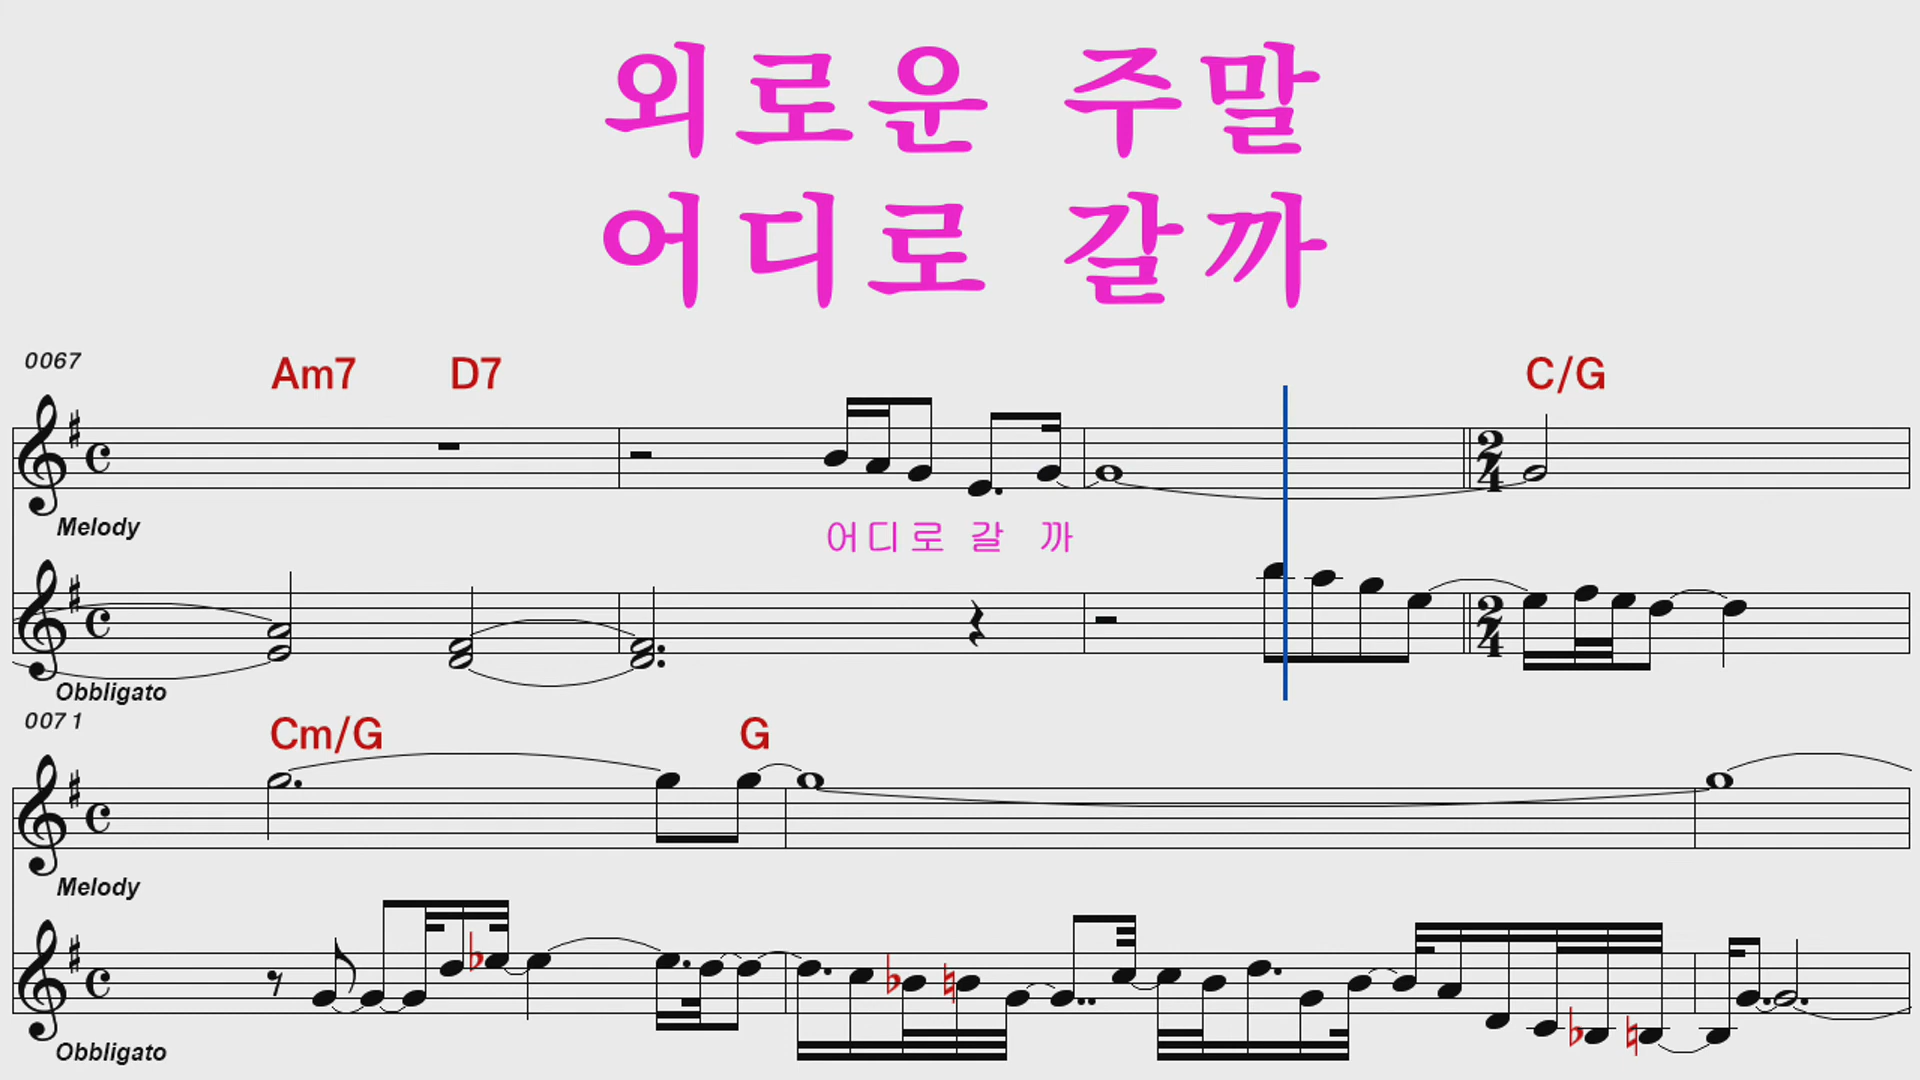 외로운 주말
어디로 갈까
0067
Am7 D7 C/G
Melody
어디로 갈 까
Obbligato
0071
Cm/G G
Melody
Obbligato